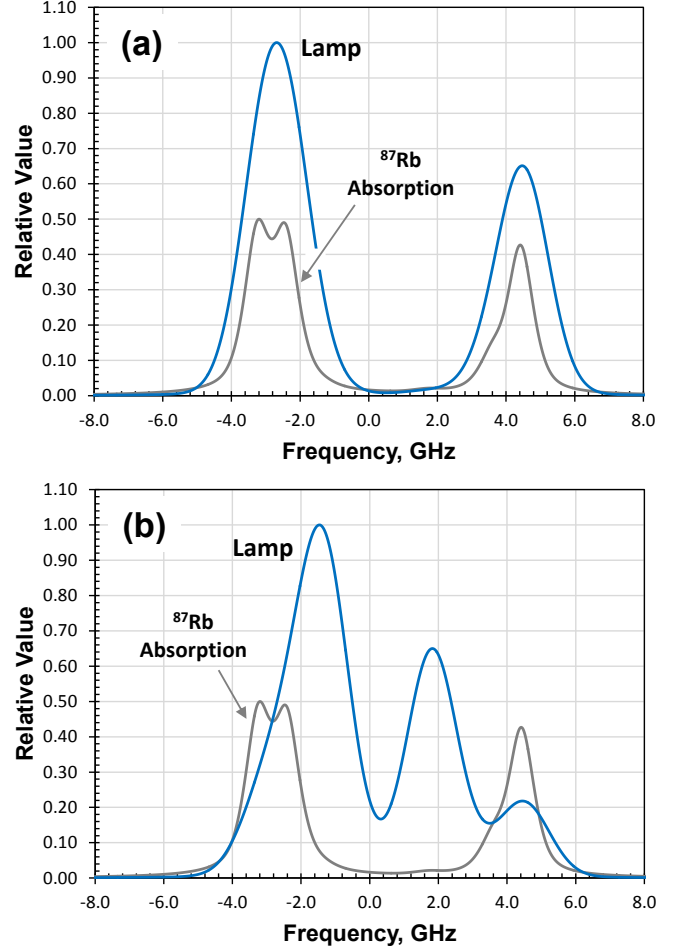 (a)
Lamp
87Rb
Absorption
Relative Value
1.10
1.00
0.90
0.80
0.70
0.60
0.50
0.40
0.30
0.20
0.10
0.00
-8.0 -6.0 -4.0 -2.0 0.0 2.0 4.0 6.0 8.0
Frequency, GHz
(b)
Lamp
87Rb
Absorption
Relative Value
1.10
1.00
0.90
0.80
0.70
0.60
0.50
0.40
0.30
0.20
0.10
0.00
-8.0 -6.0 -4.0 -2.0 0.0 2.0 4.0 6.0 8.0
Frequency, GHz